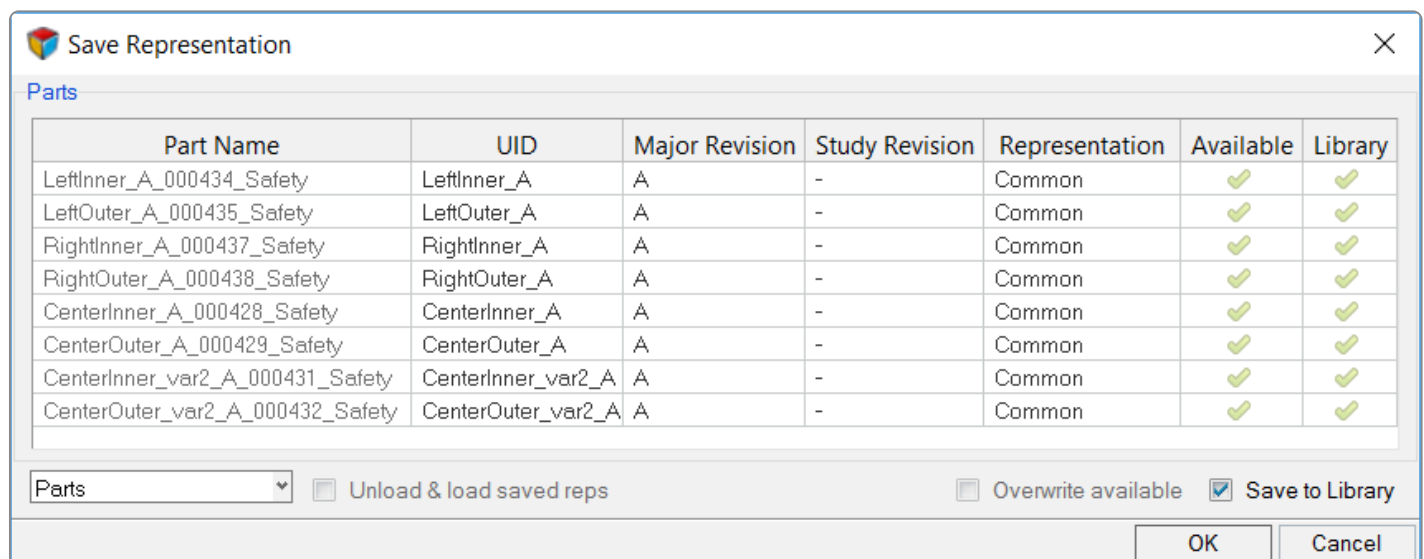 Save Representation
Parts
Part Name UID Major Revision Study Revision Representation Available Library
LeftInner_A_000434_Safety LeftInner_A A - Common
LeftOuter_A_000435_Safety LeftOuter_A A - Common
RightInner_A_000437_Safety RightInner_A A - Common
RightOuter_A_000438_Safety RightOuter_A A - Common
CenterInner_A_000428_Safety CenterInner_A A - Common
CenterOuter_A_000429_Safety CenterOuter_A A - Common
CenterInner_var2_A_000431_Safety CenterInner_var2_A A - Common
CenterOuter_var2_A_000432_Safety CenterOuter_var2_A A - Common
Parts Unload & load saved reps Overwrite available Save to Library
OK Cancel